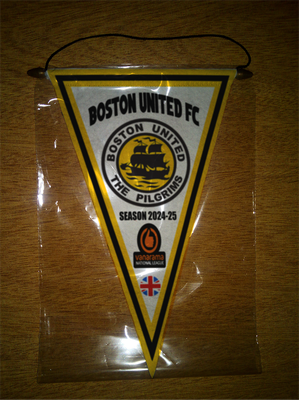 BOSTON UNITED FC
BOSTON UNITED
THE PILGRIMS
SEASON 2024-25
vanarama
NATIONAL LEAGUE